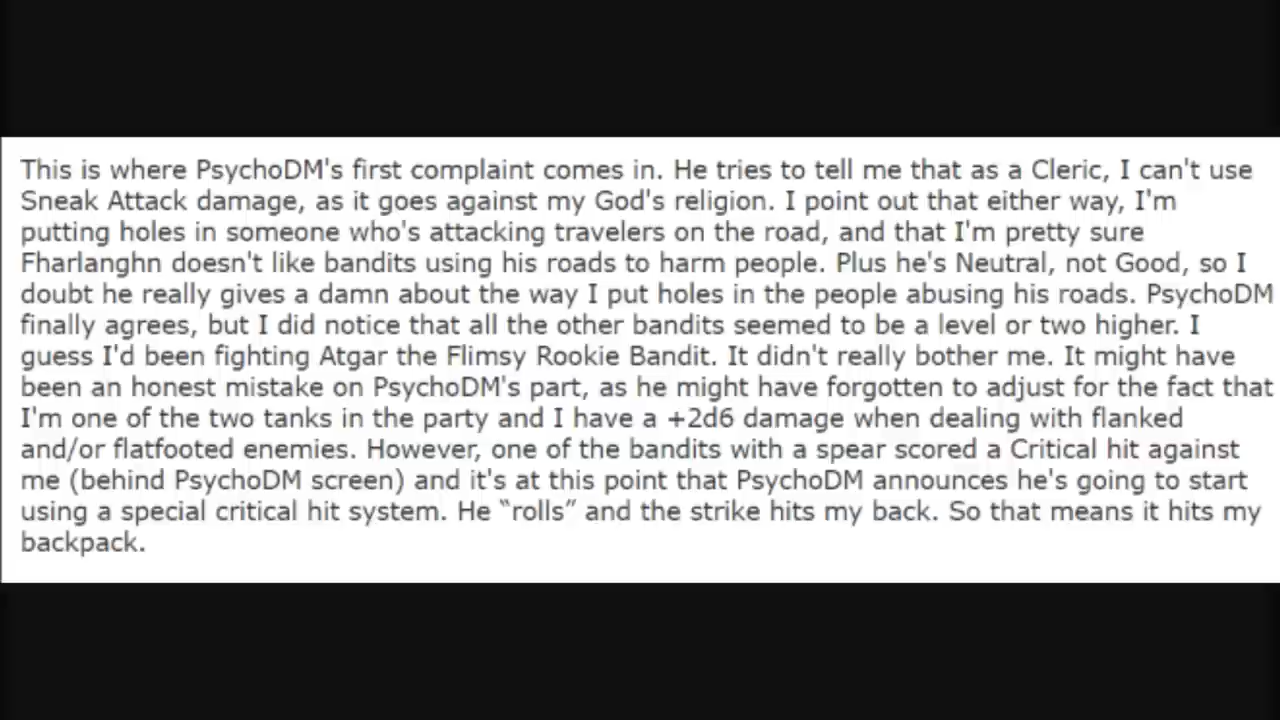 This is where PsychoDM's first complaint comes in. He tries to tell me that as a Cleric, I can't use
Sneak Attack damage, as it goes against my God's religion. I point out that either way, I'm
putting holes in someone who's attacking travelers on the road, and that I'm pretty sure
Fharlanghn doesn't like bandits using his roads to harm people. Plus he's Neutral, not Good, so I
doubt he really gives a damn about the way I put holes in the people abusing his roads. PsychoDM
finally agrees, but I did notice that all the other bandits seemed to be a level or two higher. I
guess I'd been fighting Atgar the Flimsy Rookie Bandit. It didn't really bother me. It might have
been an honest mistake on PsychoDM's part, as he might have forgotten to adjust for the fact that
I'm one of the two tanks in the party and I have a +2d6 damage when dealing with flanked
and/or flatfooted enemies. However, one of the bandits with a spear scored a Critical hit against
me (behind PsychoDM screen) and it's at this point that PsychoDM announces he's going to start
using a special critical hit system. He “rolls” and the strike hits my back. So that means it hits my
backpack.